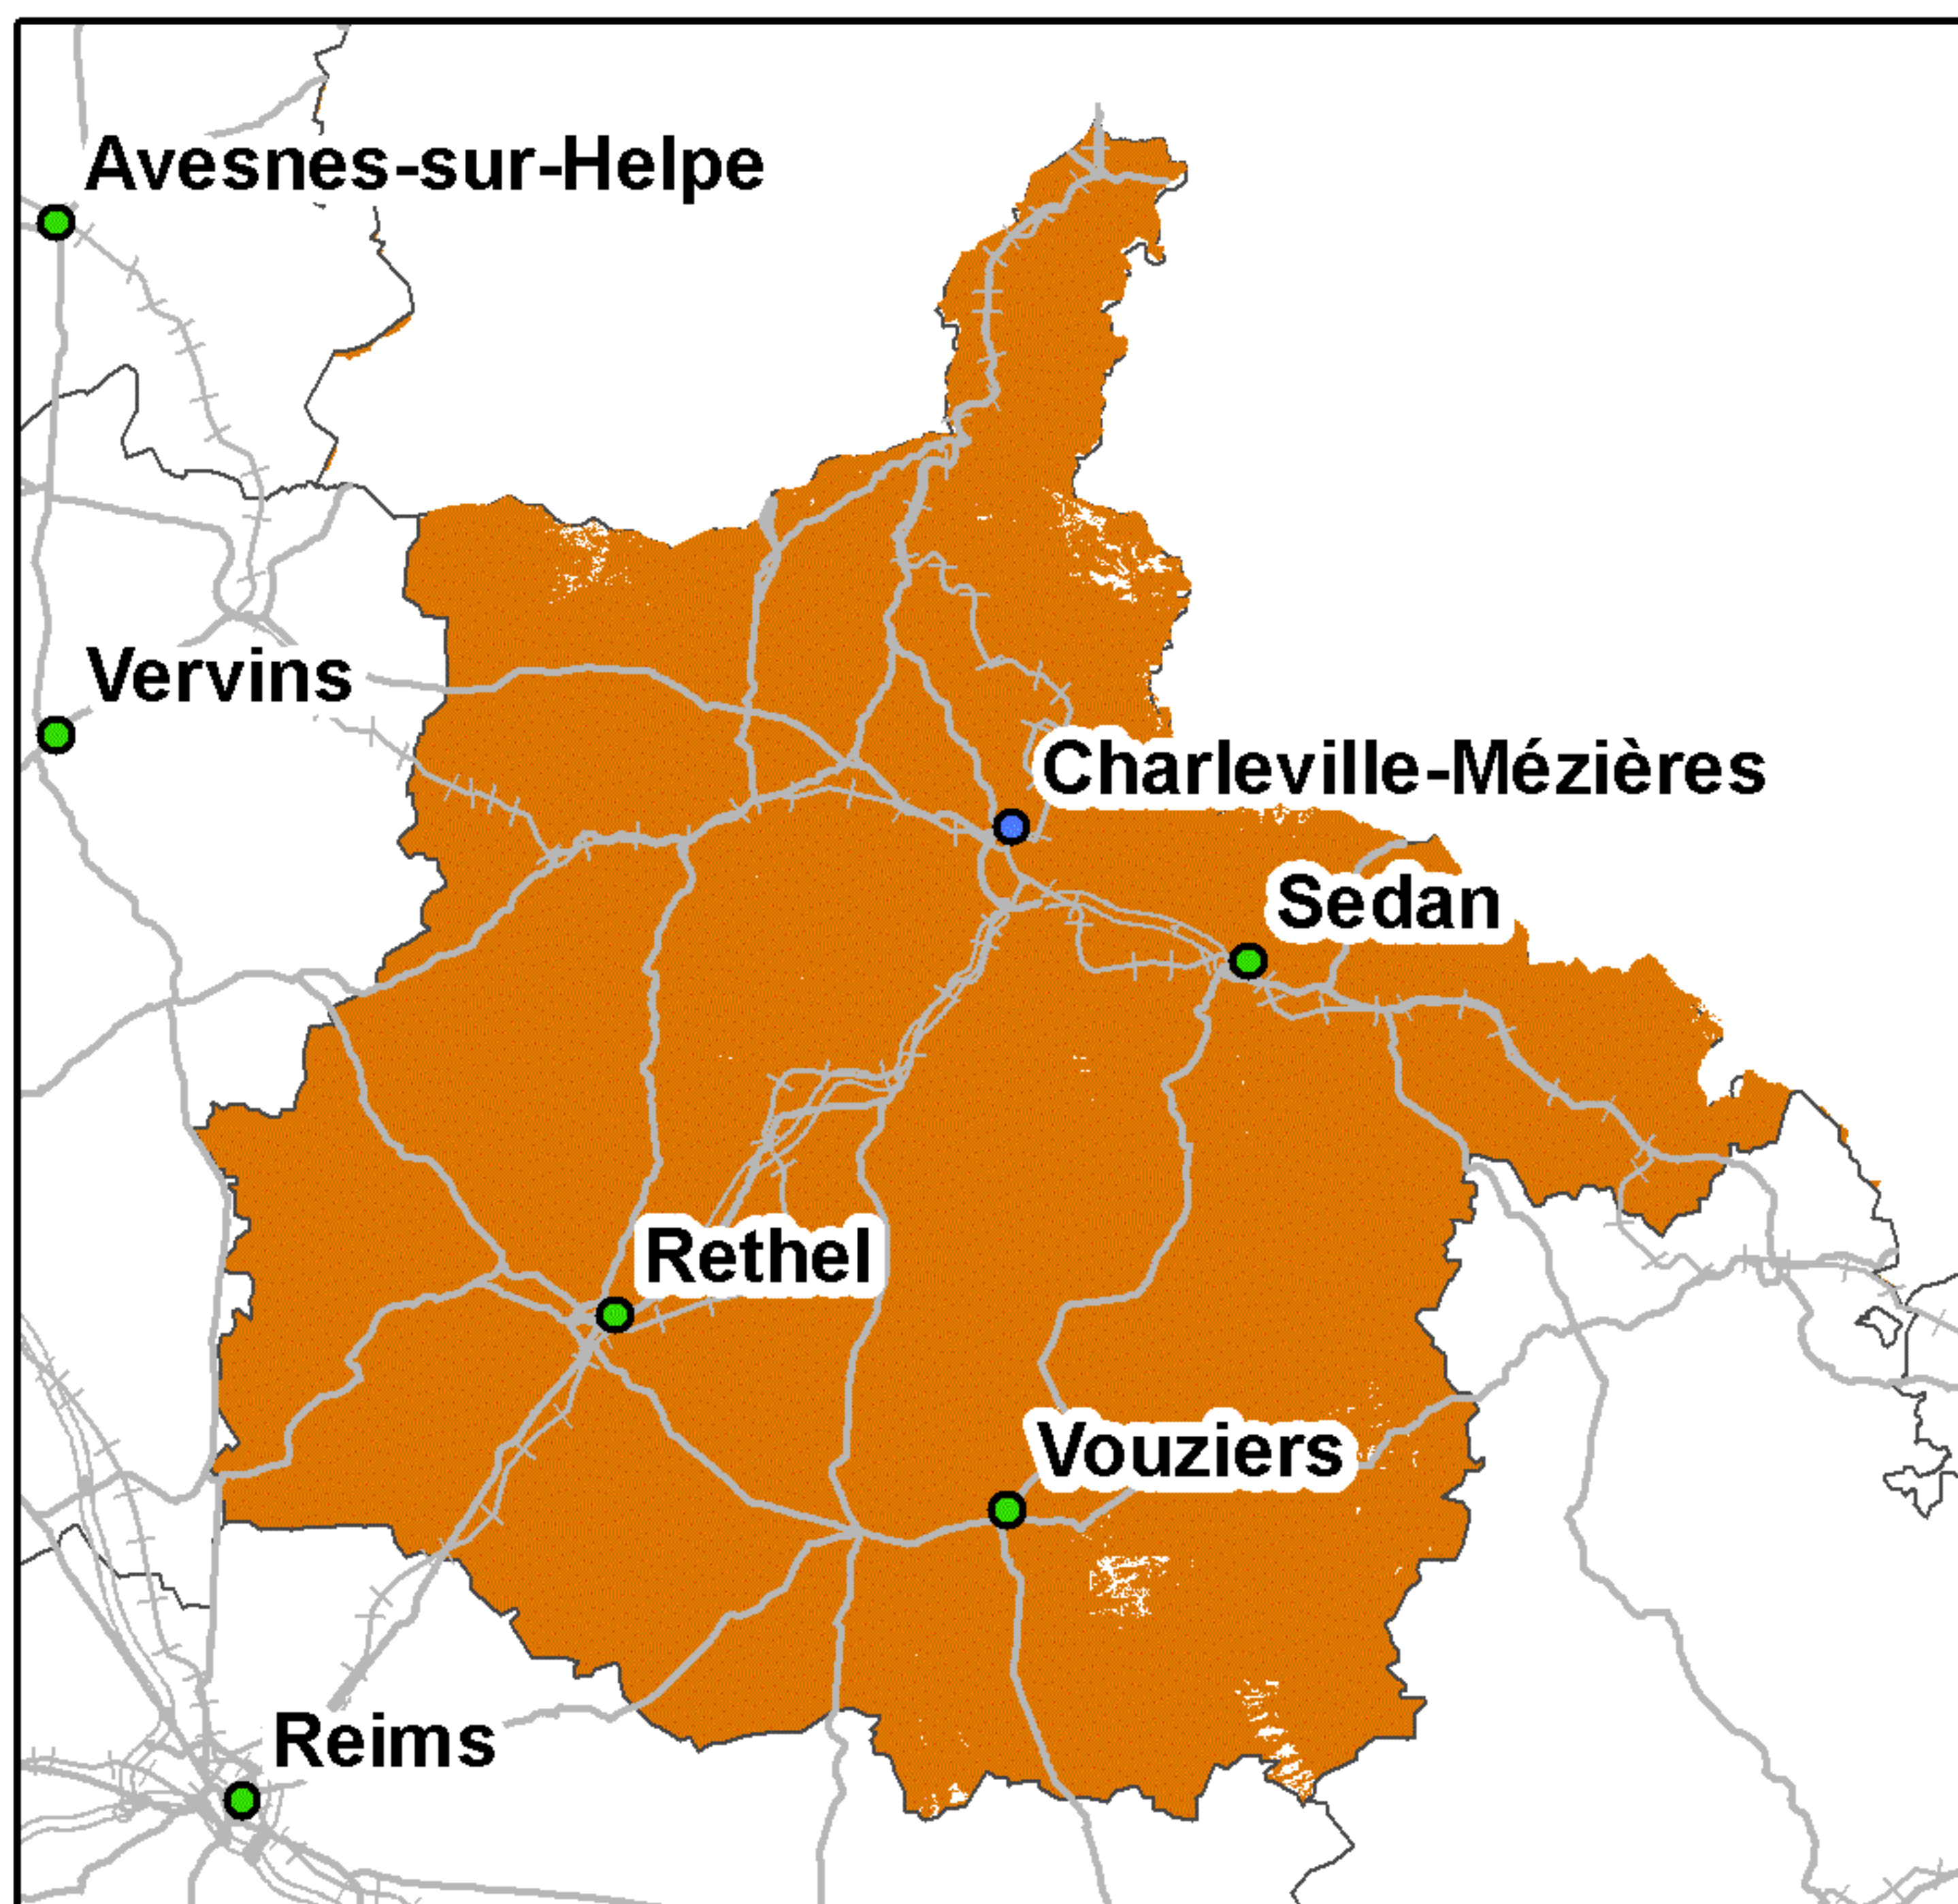 Avesnes-sur-Helpe
Vervins
Charleville-Mézières
Sedan
Rethel
Vouziers
Reims